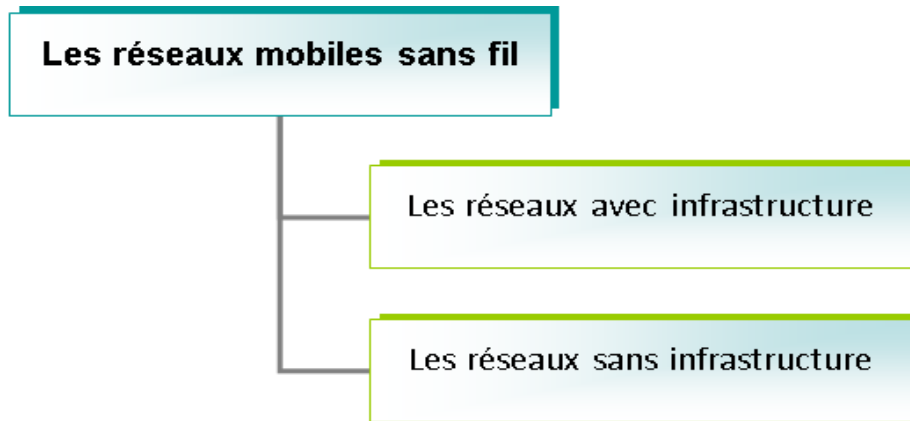 Les réseaux mobiles sans fil
Les réseaux avec infrastructure
Les réseaux sans infrastructure